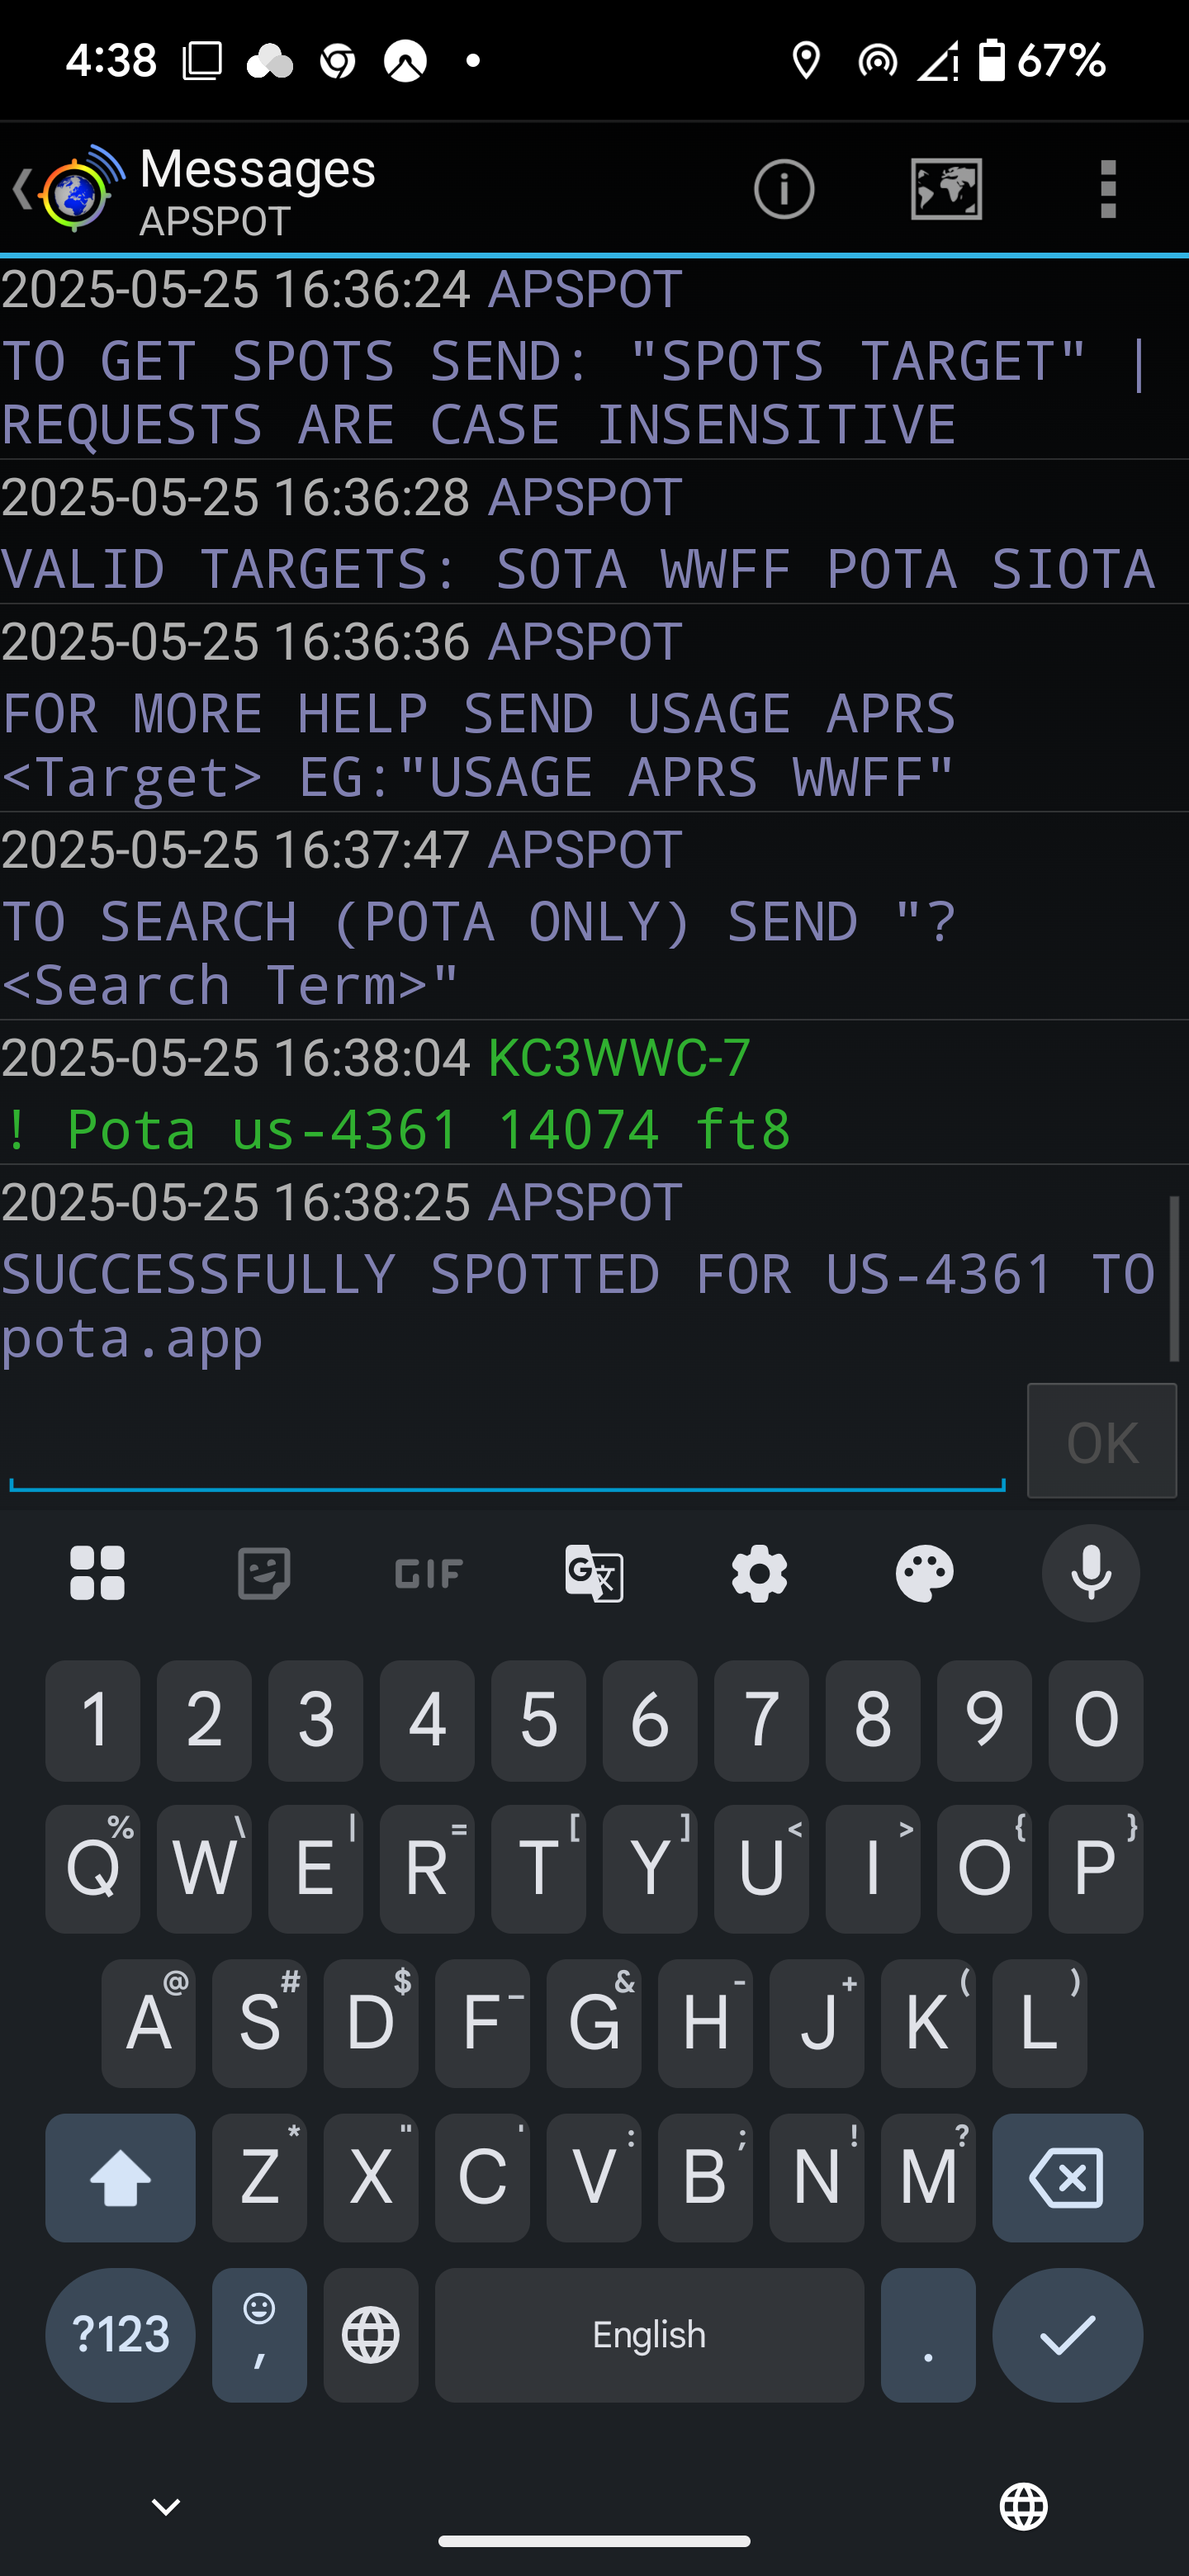 4:38
67%
Messages
APSPOT
2025-05-25 16:36:24 APSPOT
TO GET SPOTS SEND: "SPOTS TARGET" |
REQUESTS ARE CASE INSENSITIVE
2025-05-25 16:36:28 APSPOT
VALID TARGETS: SOTA WWFF POTA SIOTA
2025-05-25 16:36:36 APSPOT
FOR MORE HELP SEND USAGE APRS
<Target> EG:"USAGE APRS WWFF"
2025-05-25 16:37:47 APSPOT
TO SEARCH (POTA ONLY) SEND "?
<Search Term>"
2025-05-25 16:38:04 KC3WWC-7
! Pota us-4361 14074 ft8
2025-05-25 16:38:25 APSPOT
SUCCESSFULLY SPOTTED FOR US-4361 TO
pota.app
OK
GIF G文
1 2 3 4 5 6 7 8 9 0
% \ | = [ ] < > { }
Q W E R T Y U I O P
@ # $ _ & - + ( )
A S D F G H J K L
* " ' : ; ! ?
Z X C V B N M
?123 , English .